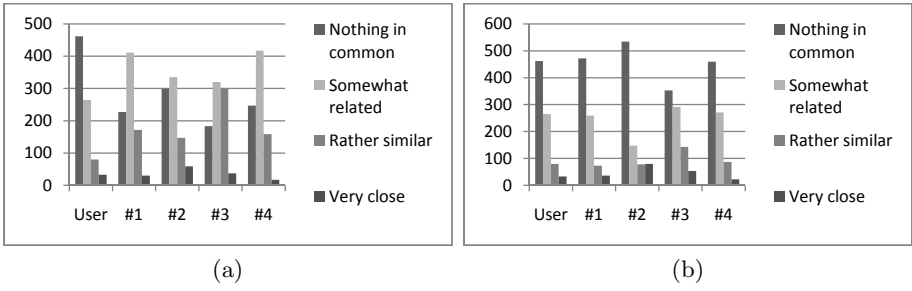 500
400
300
200
100
0
User #1 #2 #3 #4
Nothing in
common
Somewhat
related
Rather similar
Very close
(a)
600
500
400
300
200
100
0
User #1 #2 #3 #4
Nothing in
common
Somewhat
related
Rather similar
Very close
(b)